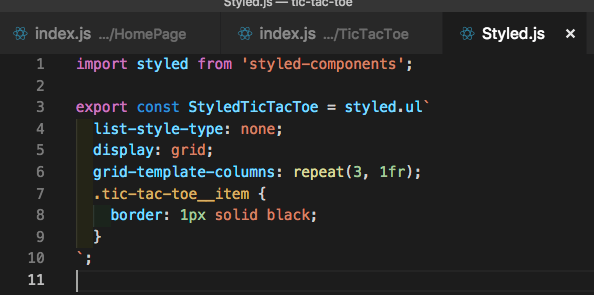 Styled.js — tic-tac-toe
index.js .../HomePage index.js .../TicTacToe Styled.js ×
1 import styled from 'styled-components';
2
3 export const StyledTicTacToe = styled.ul`
4 list-style-type: none;
5 display: grid;
6 grid-template-columns: repeat(3, 1fr);
7 .tic-tac-toe__item {
8 border: 1px solid black;
9 }
10 `;
11